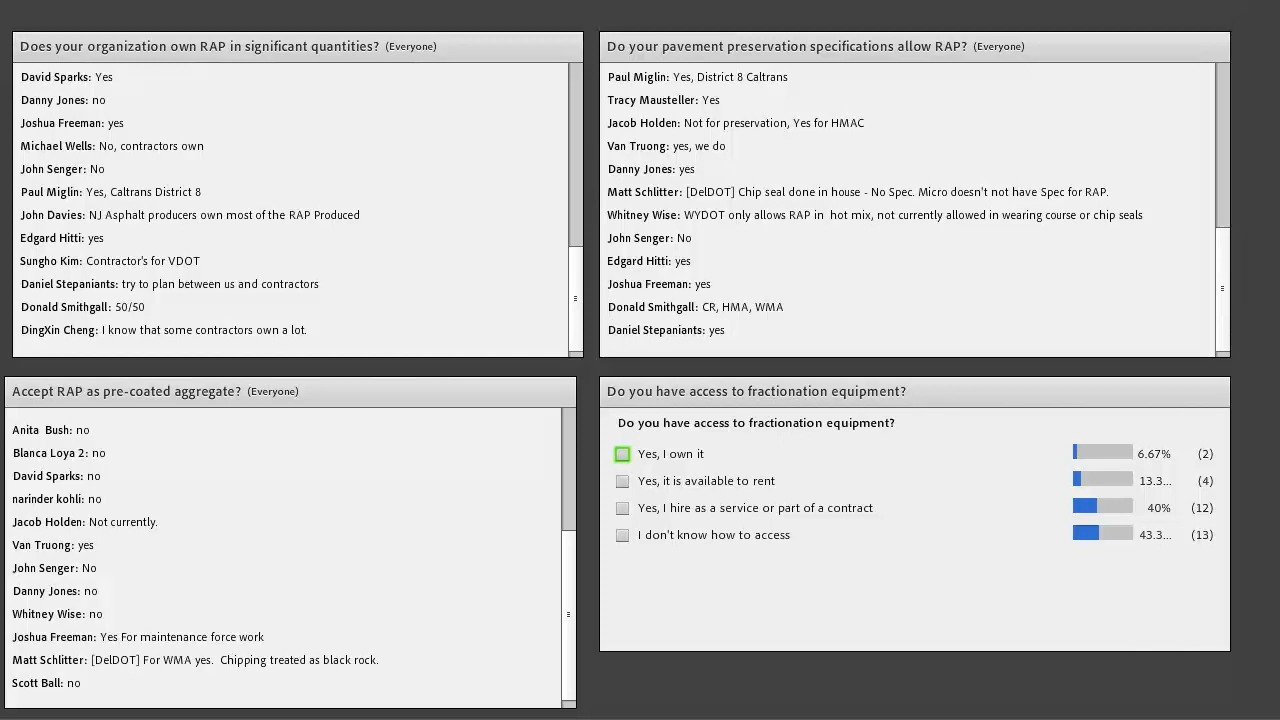 Does your organization own RAP in significant quantities? (Everyone)
David Sparks: Yes
Danny Jones: no
Joshua Freeman: yes
Michael Wells: No, contractors own
John Senger: No
Paul Miglin: Yes, Caltrans District 8
John Davies: NJ Asphalt producers own most of the RAP Produced
Edgard Hitti: yes
Sungho Kim: Contractor's for VDOT
Daniel Stepaniants: try to plan between us and contractors
Donald Smithgall: 50/50
DingXin Cheng: I know that some contractors own a lot.
Do your pavement preservation specifications allow RAP? (Everyone)
Paul Miglin: Yes, District 8 Caltrans
Tracy Mausteller: Yes
Jacob Holden: Not for preservation, Yes for HMAC
Van Truong: yes, we do
Danny Jones: yes
Matt Schlitter: [DelDOT] Chip seal done in house - No Spec. Micro doesn't not have Spec for RAP.
Whitney Wise: WYDOT only allows RAP in  hot mix, not currently allowed in wearing course or chip seals
John Senger: No
Edgard Hitti: yes
Joshua Freeman: yes
Donald Smithgall: CR, HMA, WMA
Daniel Stepaniants: yes
Accept RAP as pre-coated aggregate? (Everyone)
Anita  Bush: no
Blanca Loya 2: no
David Sparks: no
narinder kohli: no
Jacob Holden: Not currently.
Van Truong: yes
John Senger: No
Danny Jones: no
Whitney Wise: no
Joshua Freeman: Yes For maintenance force work
Matt Schlitter: [DelDOT] For WMA yes.  Chipping treated as black rock.
Scott Ball: no
Do you have access to fractionation equipment?
Do you have access to fractionation equipment?
Yes, I own it 6.67% (2)
Yes, it is available to rent 13.3... (4)
Yes, I hire as a service or part of a contract 40% (12)
I don't know how to access 43.3... (13)